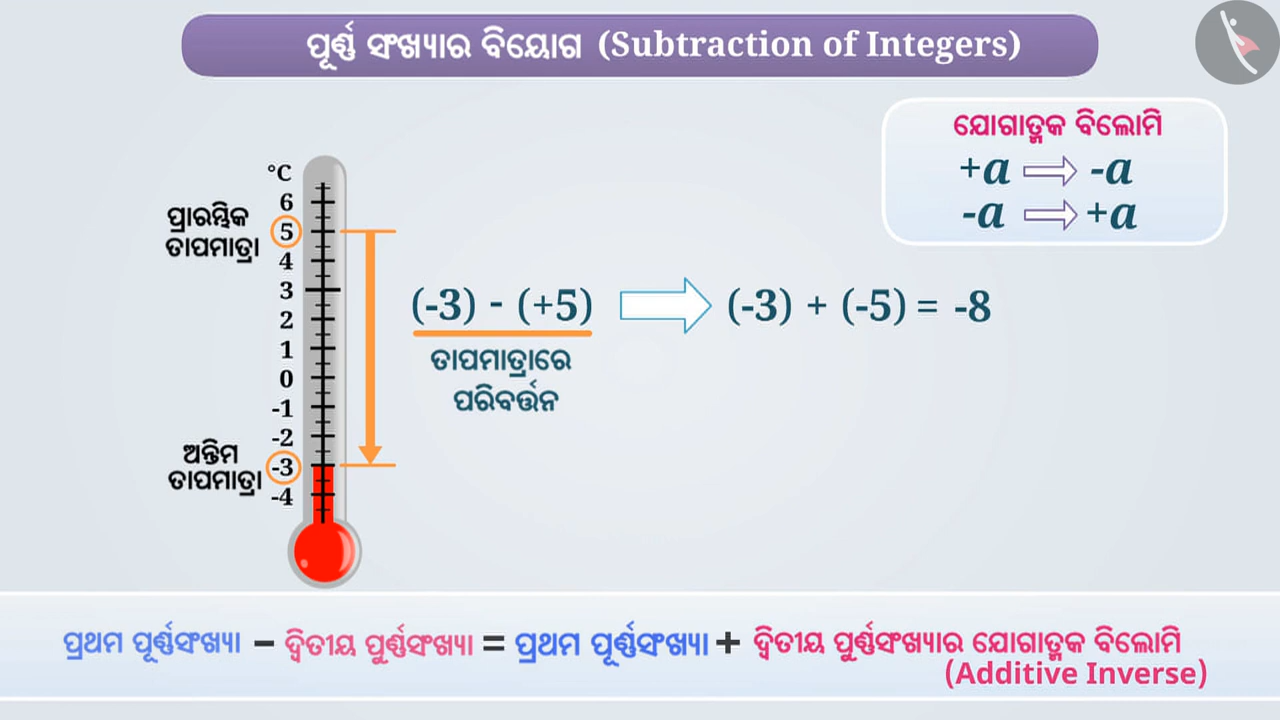 ପୂର୍ଣ୍ଣ ସଂଖ୍ୟାର ବିୟୋଗ (Subtraction of Integers)
ଯୋଗାତ୍ମକ ବିଲୋମି
+a ⇨ -a
-a ⇨ +a
°C
6
ପ୍ରାରମ୍ଭିକ
ତାପମାତ୍ରା
5
4
3
2
1
0
-1
-2
ଅନ୍ତିମ
ତାପମାତ୍ରା
-3
-4
(-3) - (+5) ⇨ (-3) + (-5) = -8
ତାପମାତ୍ରାରେ
ପରିବର୍ତ୍ତନ
ପ୍ରଥମ ପୂର୍ଣ୍ଣସଂଖ୍ୟା - ଦ୍ଵିତୀୟ ପୁର୍ଣ୍ଣସଂଖ୍ୟା = ପ୍ରଥମ ପୂର୍ଣ୍ଣସଂଖ୍ୟା + ଦ୍ଵିତୀୟ ପୁର୍ଣ୍ଣସଂଖ୍ୟାର ଯୋଗାତ୍ମକ ବିଲୋମି
(Additive Inverse)